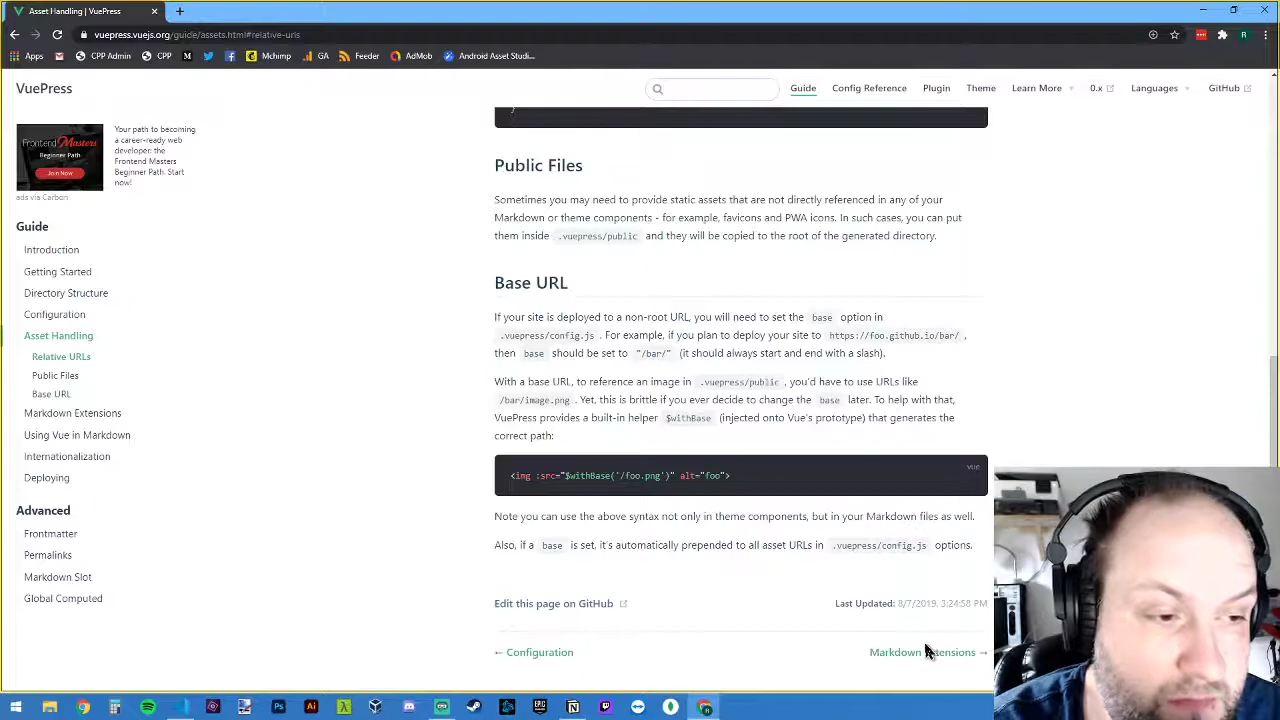 Asset Handling | VuePress
vuepress.vuejs.org/guide/assets.html#relative-urls
R
Apps
CPP Admin
CPP
Mchimp
GA
Feeder
AdMob
Android Asset Studi...
VuePress
Guide
Config Reference
Plugin
Theme
Learn More
0.x
Languages
GitHub
Frontend Masters
Beginner Path
Join Now
Your path to becoming
a career-ready web
developer: the
Frontend Masters
Beginner Path. Start
now!
ads via Carbon
Guide
Introduction
Getting Started
Directory Structure
Configuration
Asset Handling
Relative URLs
Public Files
Base URL
Markdown Extensions
Using Vue in Markdown
Internationalization
Deploying
Advanced
Frontmatter
Permalinks
Markdown Slot
Global Computed
}
Public Files
Sometimes you may need to provide static assets that are not directly referenced in any of your
Markdown or theme components - for example, favicons and PWA icons. In such cases, you can put
them inside .vuepress/public and they will be copied to the root of the generated directory.
Base URL
If your site is deployed to a non-root URL, you will need to set the base option in
.vuepress/config.js . For example, if you plan to deploy your site to https://foo.github.io/bar/ ,
then base should be set to "/bar/" (it should always start and end with a slash).
With a base URL, to reference an image in .vuepress/public , you'd have to use URLs like
/bar/image.png . Yet, this is brittle if you ever decide to change the base later. To help with that,
VuePress provides a built-in helper $withBase (injected onto Vue's prototype) that generates the
correct path:
VUE
<img :src="$withBase('/foo.png')" alt="foo">
Note you can use the above syntax not only in theme components, but in your Markdown files as well.
Also, if a base is set, it's automatically prepended to all asset URLs in .vuepress/config.js options.
Edit this page on GitHub
Last Updated: 8/7/2019, 3:24:58 PM
← Configuration
Markdown Extensions →